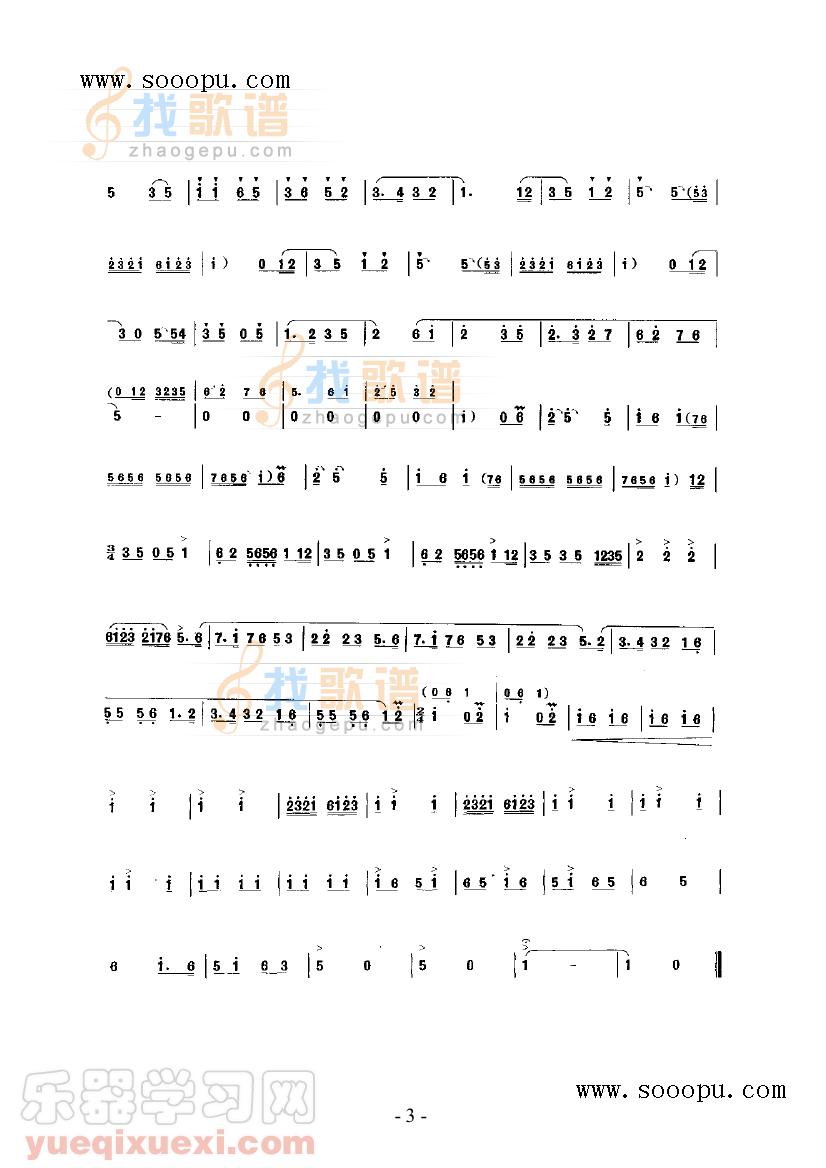 www.sooopu.com
找歌谱
zhaogepu.com
5 3 5 | i i 6 5 | 3 6 5 2 | 3. 4 3 2 | 1. 1 2 | 3 5 1 2 | 5 5 (5 3 |
2 3 2 1 6 1 2 3 | i) 0 1 2 | 3 5 1 2 | 5 5 (5 3 | 2 3 2 1 6 1 2 3 | i) 0 1 2 |
3 0 5 5 5 4 | 3 5 0 5 | 1. 2 3 5 | 2 6 i | 2 3 5 | 2. 3 2 7 | 6 2 7 6 |
找歌谱
(0 1 2 3 2 3 5 | 6 2 7 6 | 5. 6 i | 2 5 3 2 |
zhaogepu.com
5 - | 0 0 | 0 0 | 0 0 | i) 0 6 | 2 5 5 | i 6 i (7 6 |
5 6 5 6 5 6 5 6 | 7 6 5 6 i) 6 | 2 5 5 | i 6 i (7 6 | 5 6 5 6 5 6 5 6 | 7 6 5 6 i) 1 2 |
3/4 3 5 0 5 1 | 6 2 5 6 5 6 1 1 2 | 3 5 0 5 1 | 6 2 5 6 5 6 1 1 2 | 3 5 3 5 1 2 3 5 | 2 2 2 |
6 1 2 3 2 1 7 6 5. 6 | 7. i 7 6 5 3 | 2 2 2 3 5. 6 | 7. i 7 6 5 3 | 2 2 2 3 5. 2 | 3. 4 3 2 1 6 |
找歌谱
zhaogepu.com
(0 6 1 | 0 6 1)
5 5 5 6 1. 2 | 3. 4 3 2 1 6 | 5 5 5 6 1 2 | 2/4 i 0 2 | i 0 2 | i 6 i 6 | i 6 i 6 |
i i | i i | 2 3 2 1 6 1 2 3 | i i i | 2 3 2 1 6 1 2 3 | i i i | i i i |
i i i | i i i i | i i i i | i 6 5 i | 6 5 i 6 | 5 i 6 5 | 6 5 |
6 i. 6 | 5 i 6 3 | 5 0 | 5 0 | 1 - | 1 0 ‖
乐器学习网
yueqixuexi.com
- 3 -
www.sooopu.com